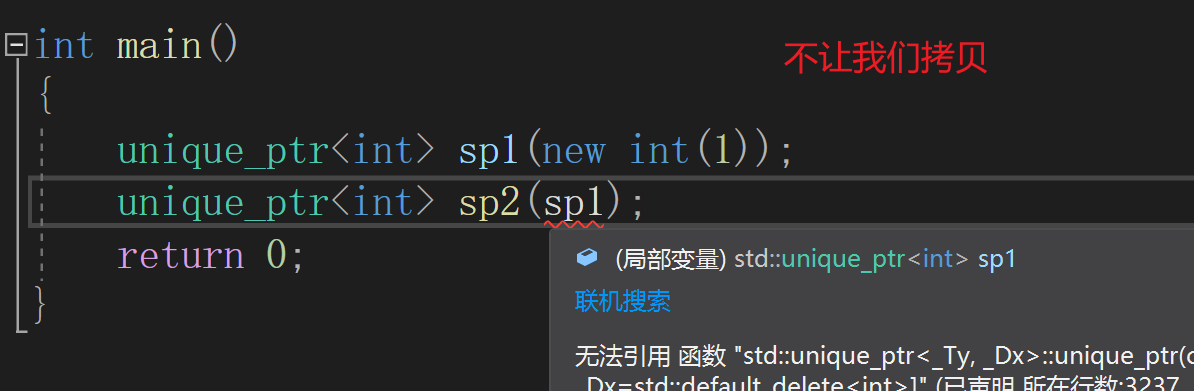 int main()
不让我们拷贝
{
unique_ptr<int> sp1(new int(1));
unique_ptr<int> sp2(sp1);
return 0;
(局部变量) std::unique_ptr<int> sp1
联机搜索
}
无法引用 函数 "std::unique_ptr<_Ty, _Dx>::unique_ptr(
_Dx=std::default_delete<int>]" (已声明 所在行数:3237